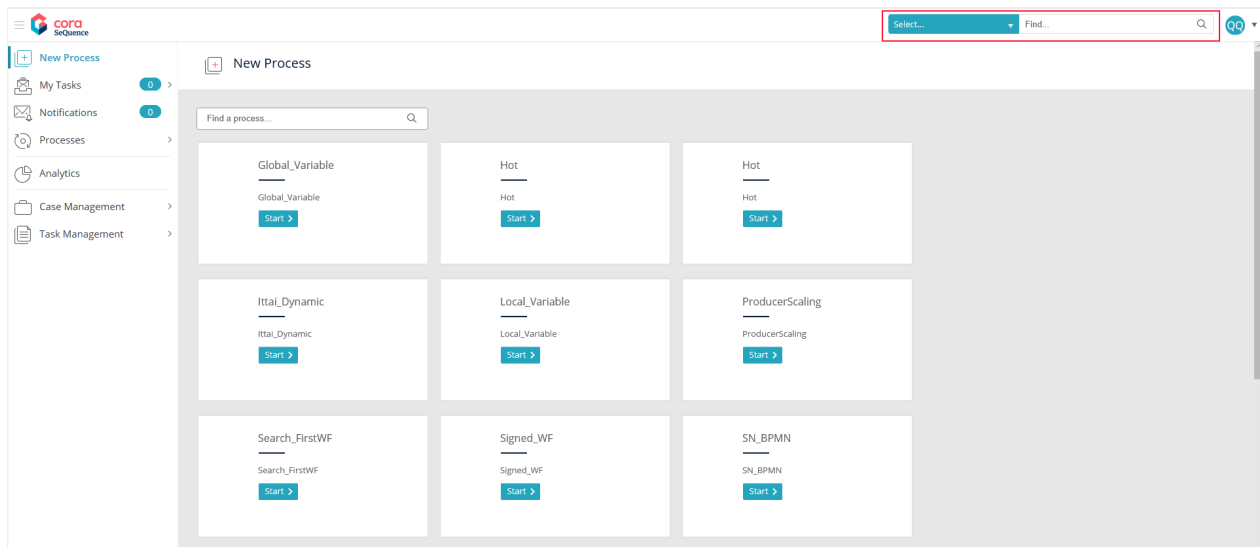 cora
SeQuence
Select...
Find...
QQ
New Process
My Tasks
0
Notifications
0
Processes
Analytics
Case Management
Task Management
New Process
Find a process...
Global_Variable
Global_Variable
Start
Hot
Hot
Start
Hot
Hot
Start
Ittai_Dynamic
Ittai_Dynamic
Start
Local_Variable
Local_Variable
Start
ProducerScaling
ProducerScaling
Start
Search_FirstWF
Search_FirstWF
Start
Signed_WF
Signed_WF
Start
SN_BPMN
SN_BPMN
Start